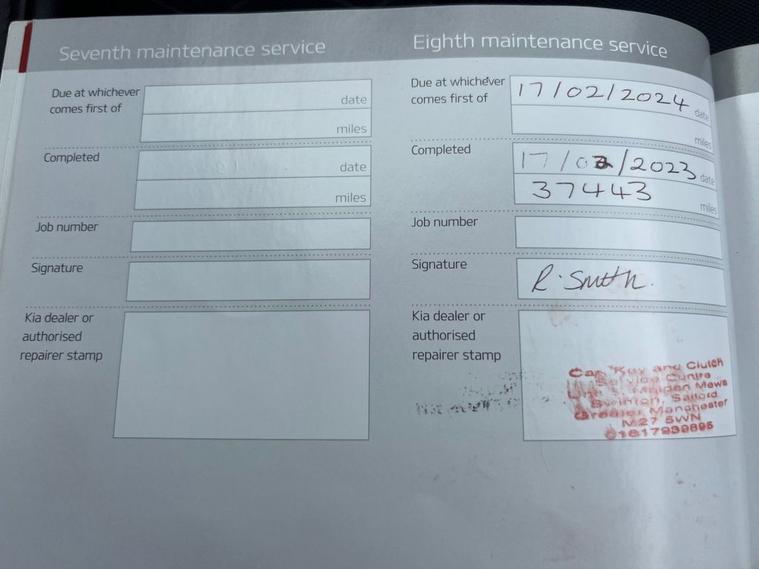 Seventh maintenance service
Due at whichever
comes first of
date
miles
Completed
date
miles
Job number
Signature
Kia dealer or
authorised
repairer stamp
Eighth maintenance service
Due at whichever
comes first of
17/02/2024
date
miles
Completed
17/02/2023
date
37443
miles
Job number
Signature
R. Smith.
Kia dealer or
authorised
repairer stamp
Car Key and Clutch
Service Centre
Maiden Mews
Swinton, Salford
Greater Manchester
M27 5WN
01617939895